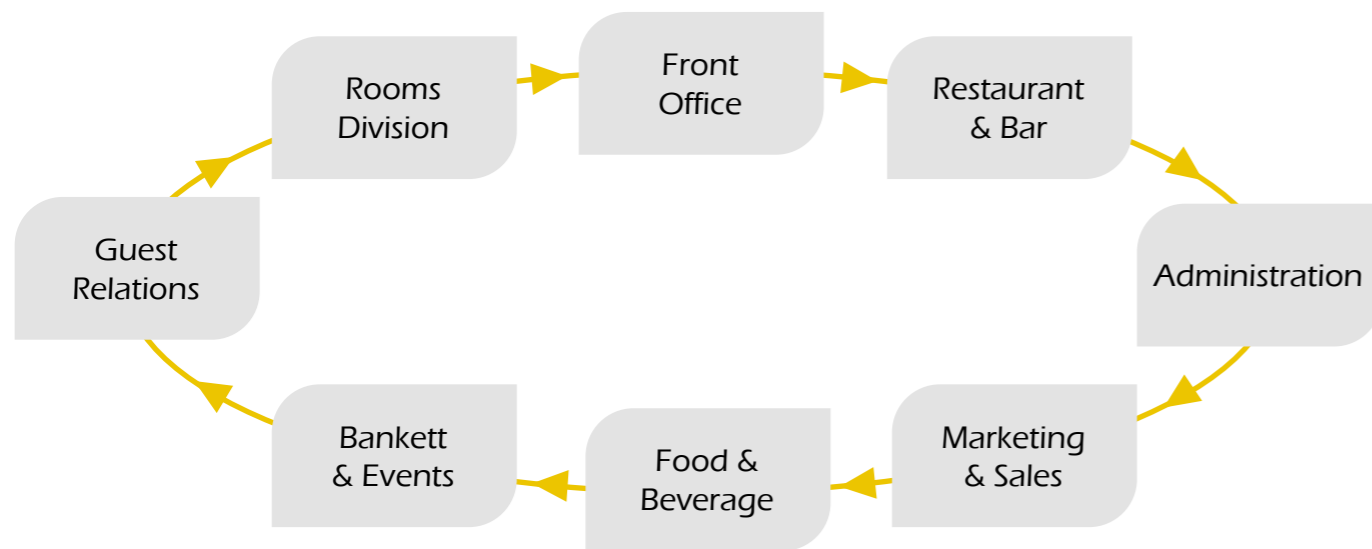 Rooms
Division
Front
Office
Restaurant
& Bar
Administration
Marketing
& Sales
Food &
Beverage
Bankett
& Events
Guest
Relations